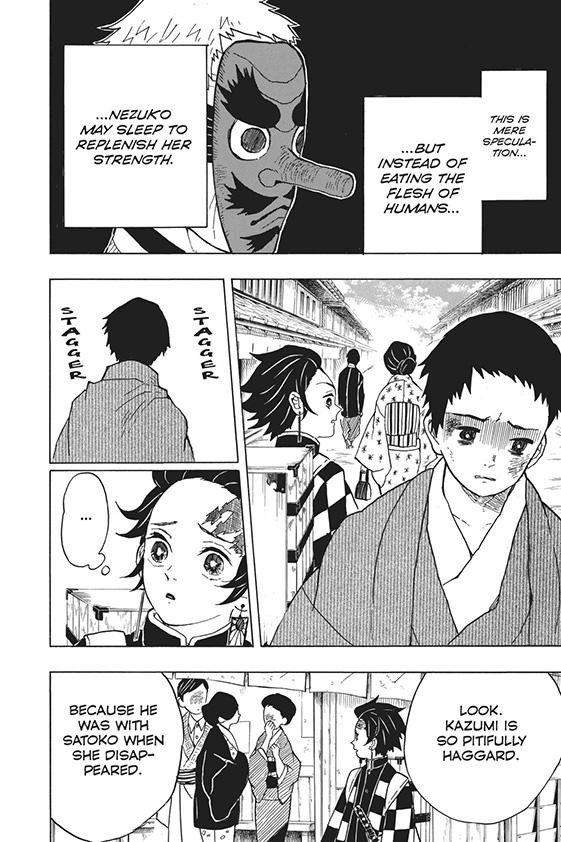 THIS IS
MERE
SPECULA-
TION...
...BUT
INSTEAD OF
EATING THE
FLESH OF
HUMANS...
...NEZUKO
MAY SLEEP TO
REPLENISH HER
STRENGTH.
STAGGER
STAGGER
...
LOOK.
KAZUMI IS
SO PITIFULLY
HAGGARD.
BECAUSE HE
WAS WITH
SATOKO WHEN
SHE DISAP-
PEARED.